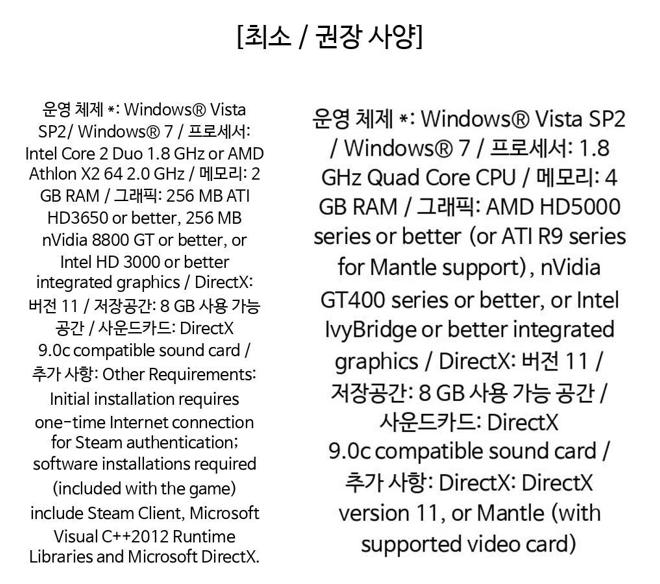 [최소 / 권장 사양]
운영 체제 *: Windows® Vista
SP2/ Windows® 7 / 프로세서:
Intel Core 2 Duo 1.8 GHz or AMD
Athlon X2 64 2.0 GHz / 메모리: 2
GB RAM / 그래픽: 256 MB ATI
HD3650 or better, 256 MB
nVidia 8800 GT or better, or
Intel HD 3000 or better
integrated graphics / DirectX:
버전 11 / 저장공간: 8 GB 사용 가능
공간 / 사운드카드: DirectX
9.0c compatible sound card /
추가 사항: Other Requirements:
Initial installation requires
one-time Internet connection
for Steam authentication;
software installations required
(included with the game)
include Steam Client, Microsoft
Visual C++2012 Runtime
Libraries and Microsoft DirectX.
운영 체제 *: Windows® Vista SP2
/ Windows® 7 / 프로세서: 1.8
GHz Quad Core CPU / 메모리: 4
GB RAM / 그래픽: AMD HD5000
series or better (or ATI R9 series
for Mantle support), nVidia
GT400 series or better, or Intel
IvyBridge or better integrated
graphics / DirectX: 버전 11 /
저장공간: 8 GB 사용 가능 공간 /
사운드카드: DirectX
9.0c compatible sound card /
추가 사항: DirectX: DirectX
version 11, or Mantle (with
supported video card)